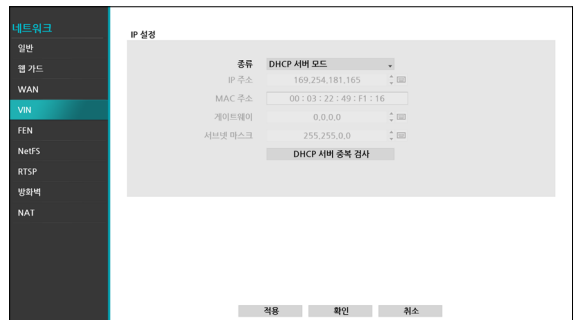 네트워크
일반
웹 가드
WAN
VIN
FEN
NetFS
RTSP
방화벽
NAT
IP 설정
종류 DHCP 서버 모드
IP 주소 169.254.181.165
MAC 주소 00 : 03 : 22 : 49 : F1 : 16
게이트웨이 0.0.0.0
서브넷 마스크 255.255.0.0
DHCP 서버 중복 검사
적용 확인 취소